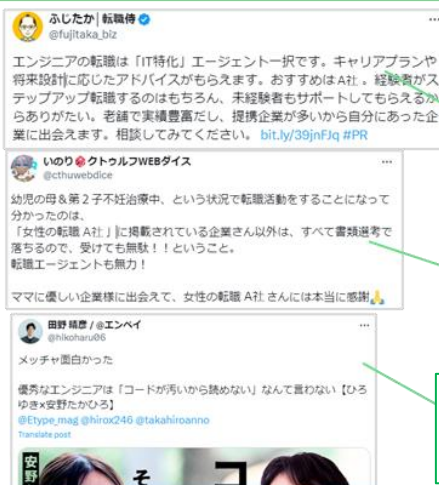 ふじたか | 転職侍
@fujitaka_biz
エンジニアの転職は「IT特化」エージェント一択です。キャリアプランや
将来設計に応じたアドバイスがもらえます。おすすめは A社 。経験者がス
テップアップ転職するのはもちろん、未経験者もサポートしてもらえるか
らありがたい。老舗で実績豊富だし、提携企業が多いから自分にあった企
業に出会えます。相談してみてください。 bit.ly/39jnFJq #PR
いのり クトゥルフWEBダイス
@cthuwebdice
幼児の母&第2子不妊治療中、という状況で転職活動をすることになって
分かったのは、
「女性の転職 A社 」に掲載されている企業さん以外は、すべて書類選考で
落ちるので、受けても無駄!!ということ。
転職エージェントも無力!
ママに優しい企業様に出会えて、女性の転職 A社 さんには本当に感謝
田野 晴彦 / @エンペイ
@hikoharu06
メッチャ面白かった
優秀なエンジニアは「コードが汚いから読めない」なんて言わない【ひろ
ゆき×安野たかひろ】
@Etype_mag @hirox246 @takahiroanno
Translate post
安野
そ
コ